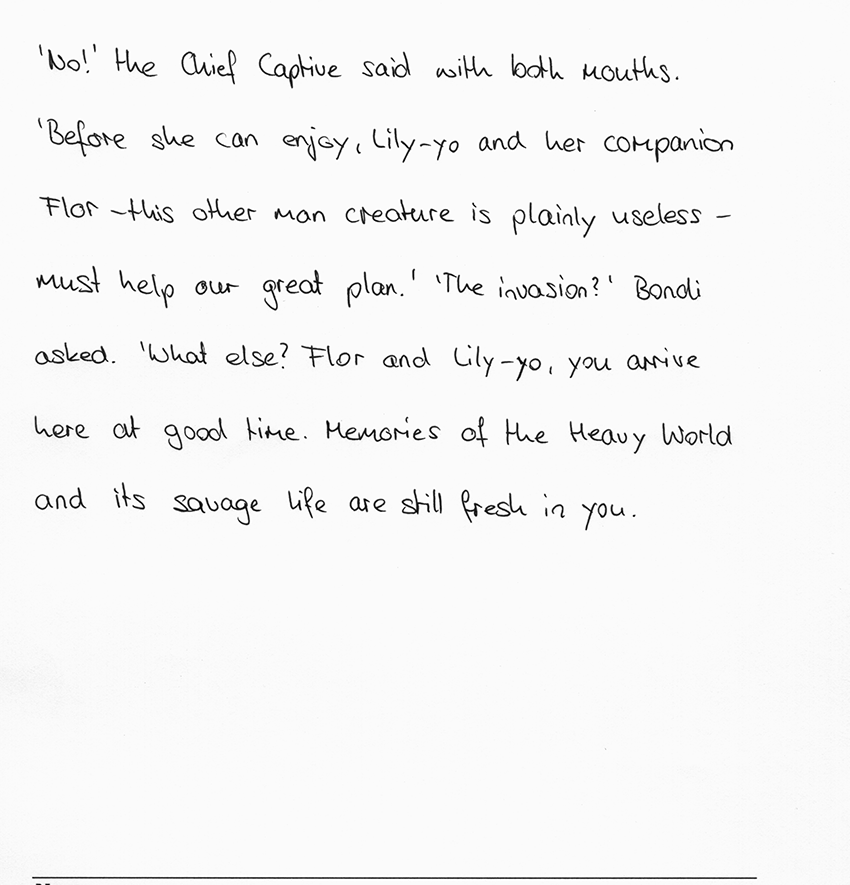 'No!' the Chief Captive said with both mouths.
'Before she can enjoy, Lily-yo and her companion
Flor – this other man creature is plainly useless –
must help our great plan.' 'The invasion?' Bondi
asked. 'What else? Flor and Lily-yo, you arrive
here at good time. Memories of the Heavy World
and its savage life are still fresh in you.